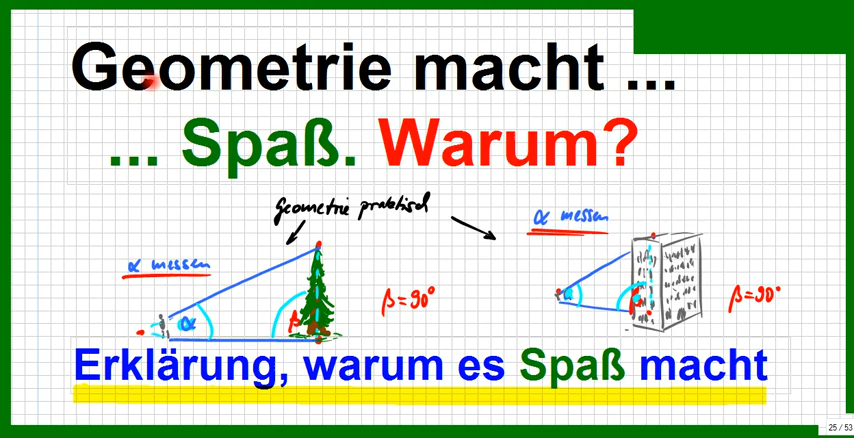 Geometrie macht ...
... Spaß. Warum?
Geometrie praktisch
α messen
α messen
β = 90°
β = 90°
α
β
α
β
Erklärung, warum es Spaß macht
25 / 53